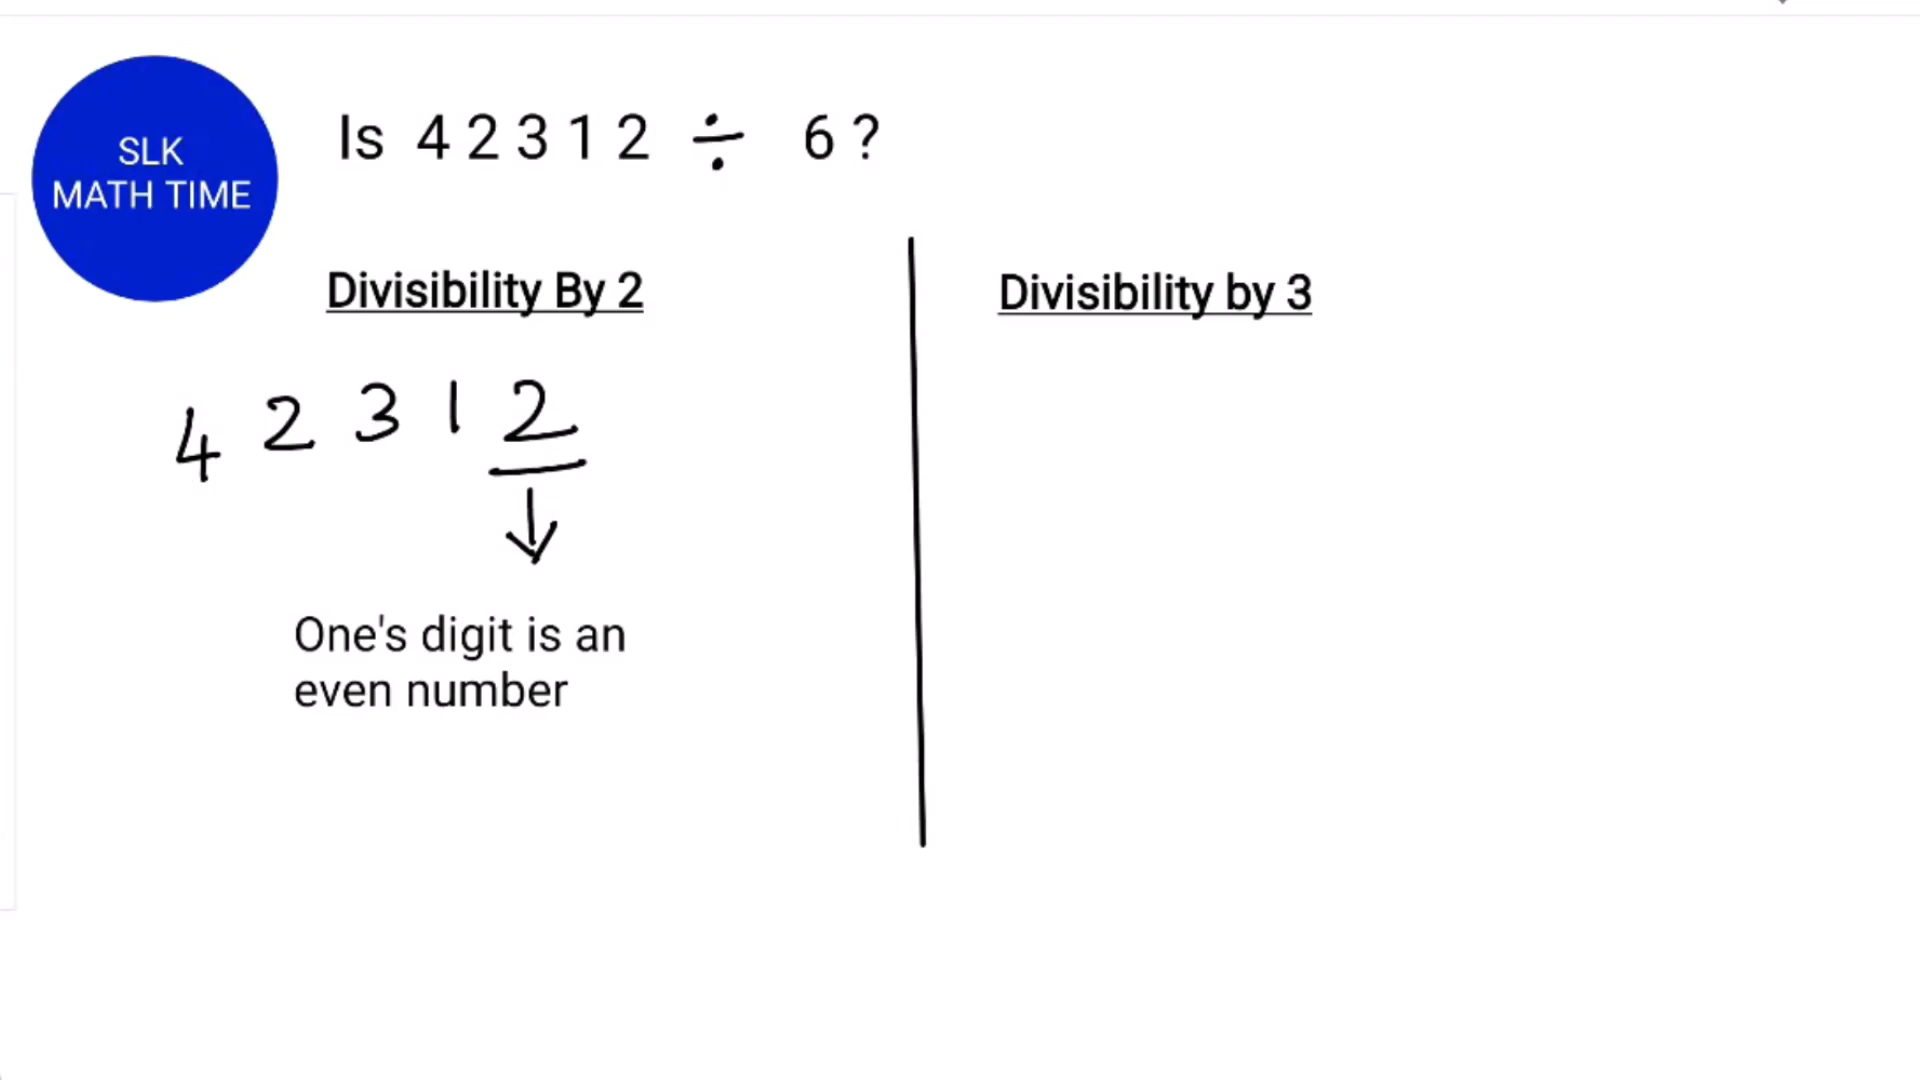 SLK
MATH TIME
Is 4 2 3 1 2 ÷ 6 ?
Divisibility By 2
4 2 3 1 2
One's digit is an
even number
Divisibility by 3